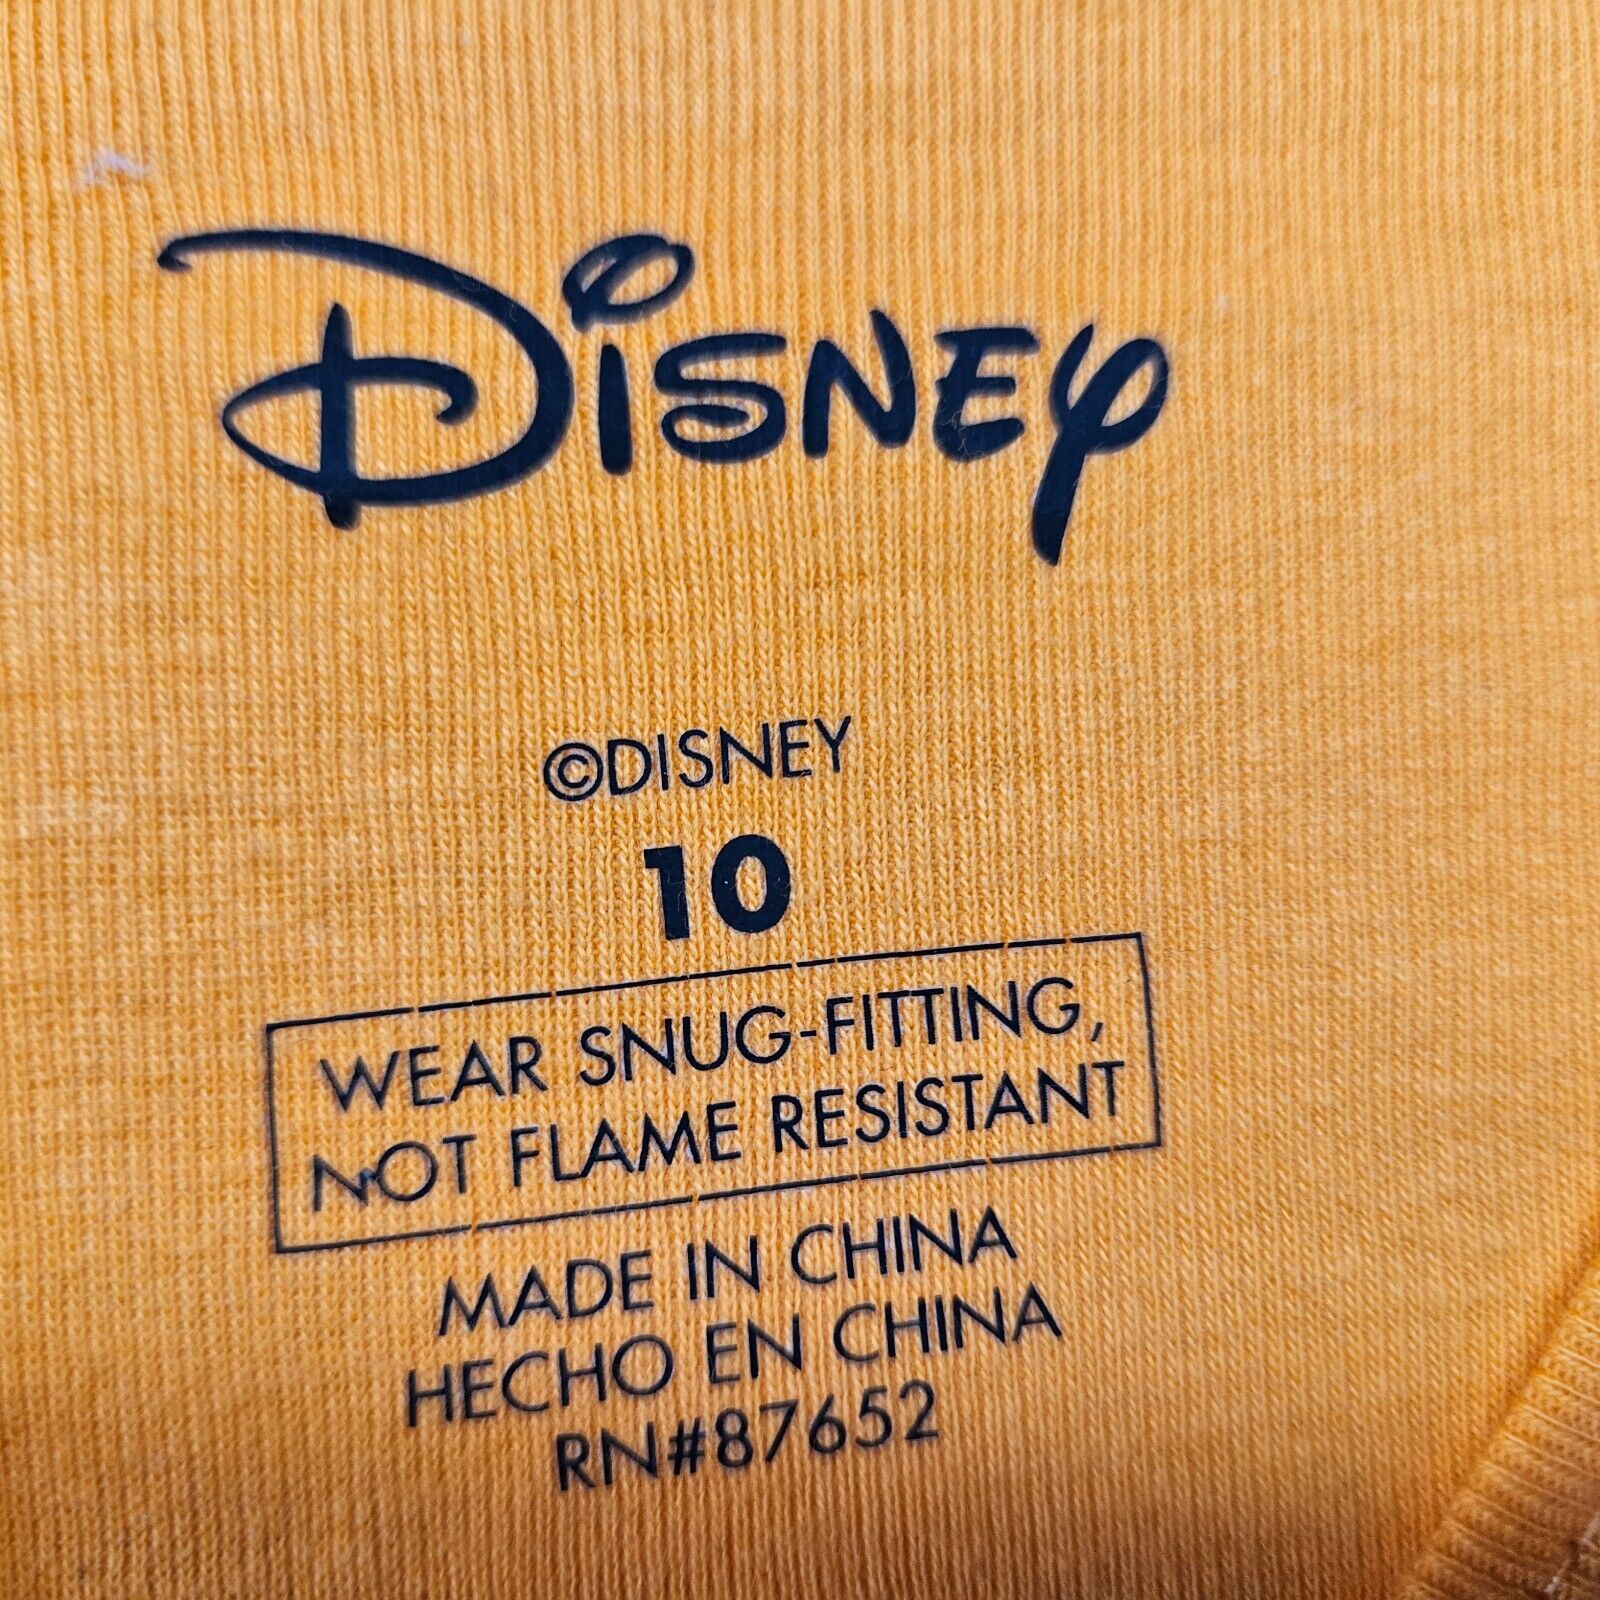 Disney
©DISNEY
10
WEAR SNUG-FITTING,
NOT FLAME RESISTANT
MADE IN CHINA
HECHO EN CHINA
RN#87652